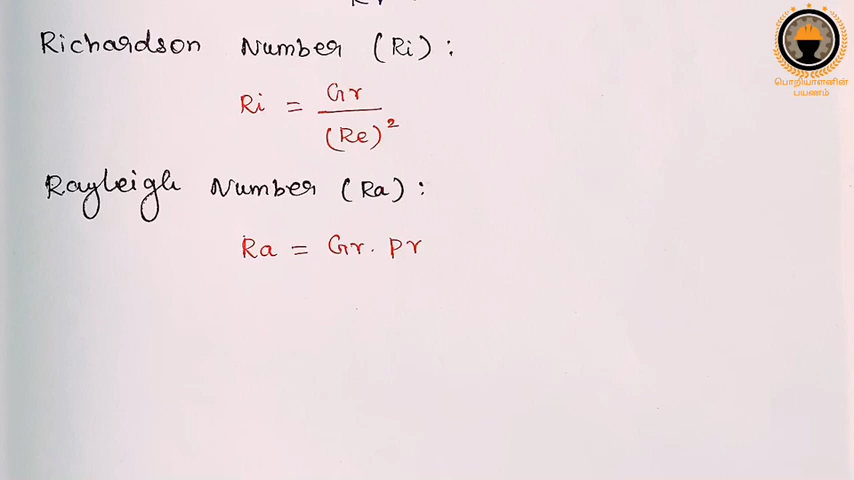 Richardson Number (Ri) :
Ri = Gr / (Re)²
Rayleigh Number (Ra) :
Ra = Gr. Pr
பொறியாளனின்
பயணம்